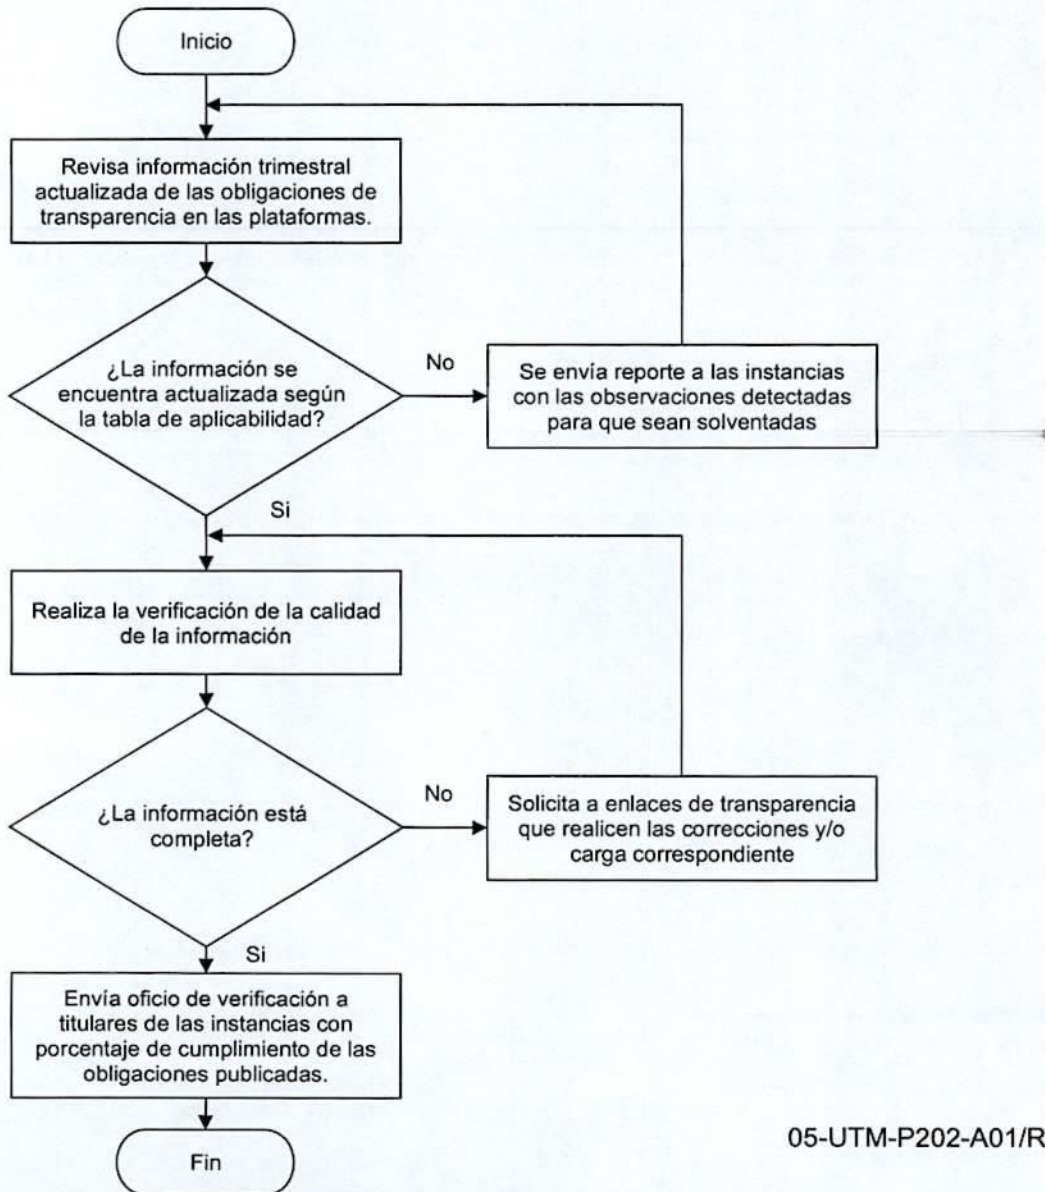 Inicio
Revisa información trimestral
actualizada de las obligaciones de
transparencia en las plataformas.
¿La información se
encuentra actualizada según
la tabla de aplicabilidad?
No
Se envía reporte a las instancias
con las observaciones detectadas
para que sean solventadas
Si
Realiza la verificación de la calidad
de la información
¿La información está
completa?
No
Solicita a enlaces de transparencia
que realicen las correcciones y/o
carga correspondiente
Si
Envía oficio de verificación a
titulares de las instancias con
porcentaje de cumplimiento de las
obligaciones publicadas.
Fin
05-UTM-P202-A01/R